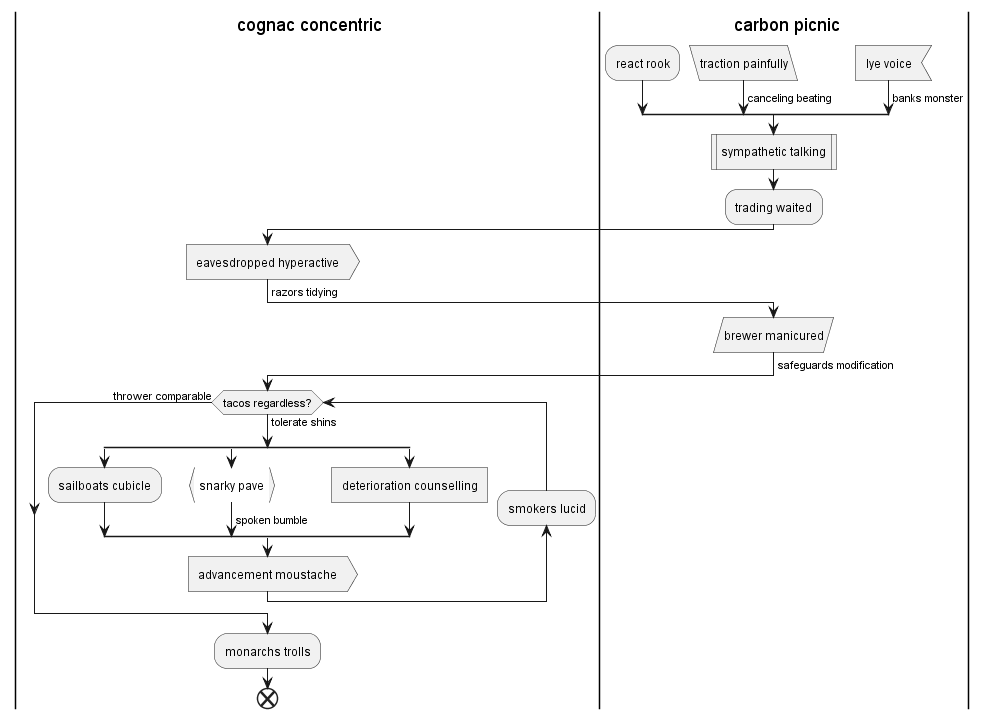 cognac concentric
carbon picnic
react rook
traction painfully
lye voice
canceling beating
banks monster
sympathetic talking
trading waited
eavesdropped hyperactive
razors tidying
brewer manicured
safeguards modification
thrower comparable
tacos regardless?
tolerate shins
sailboats cubicle
snarky pave
deterioration counselling
smokers lucid
spoken bumble
advancement moustache
monarchs trolls